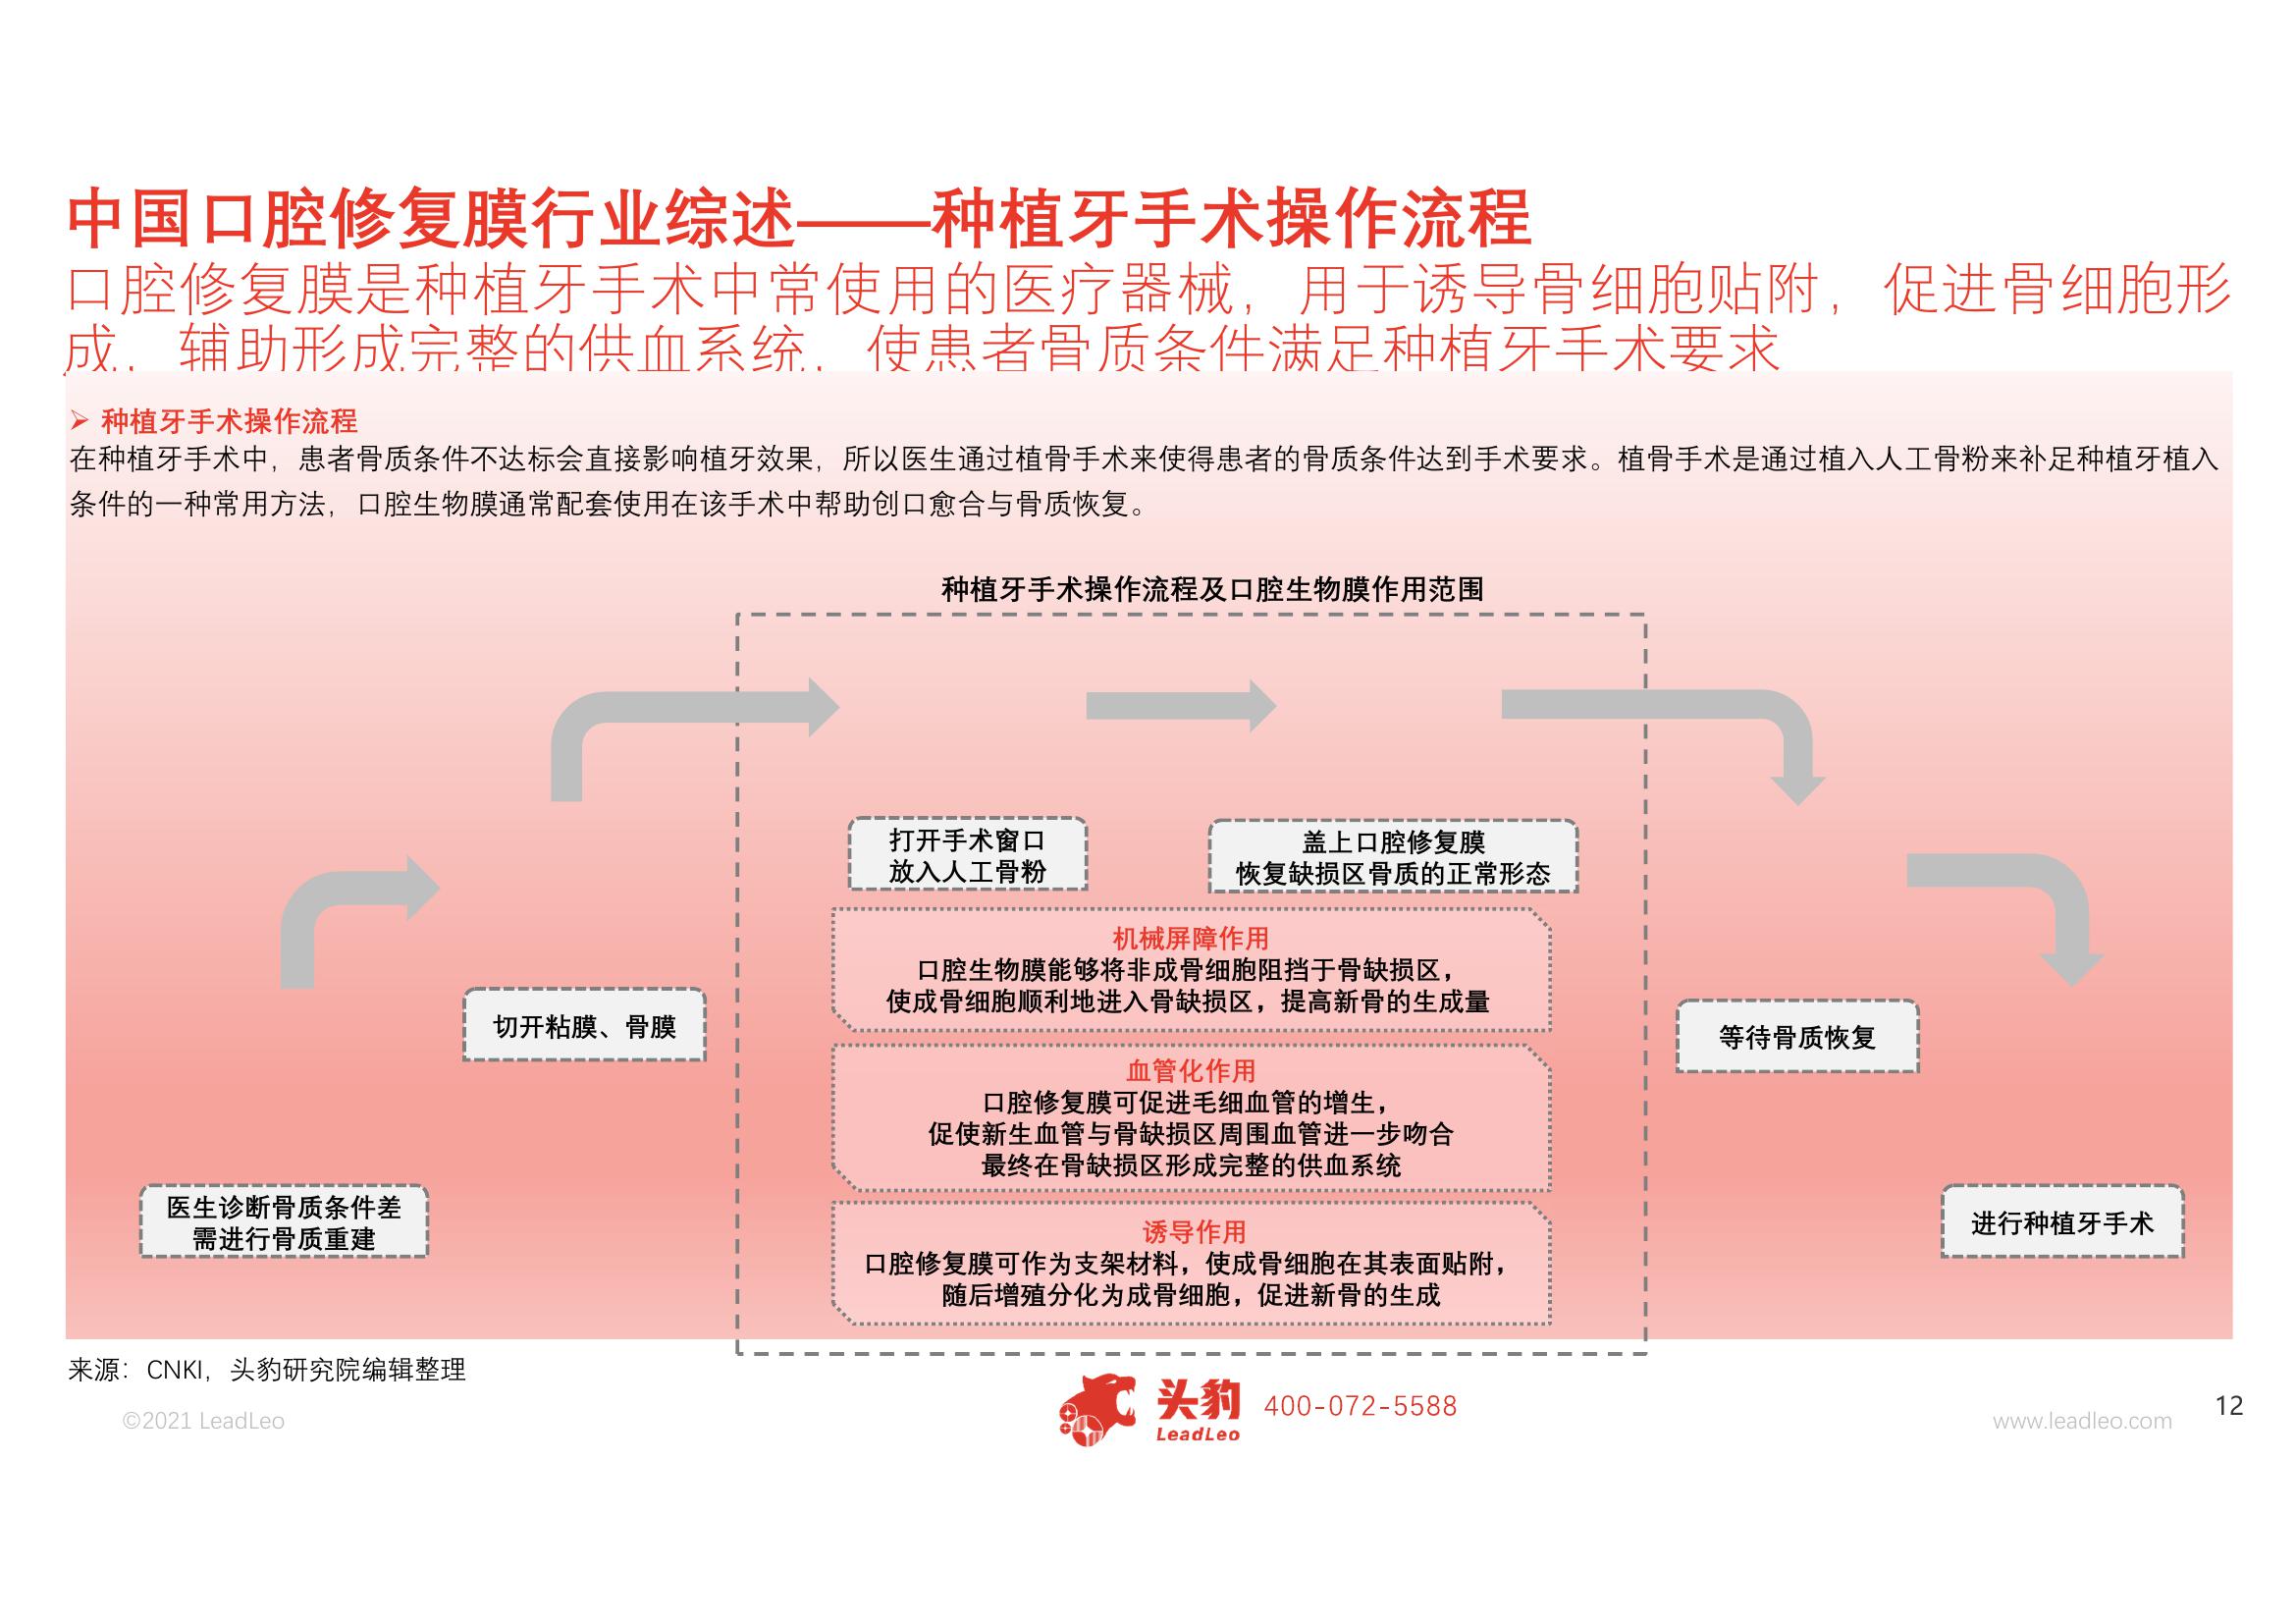 中国口腔修复膜行业综述——种植牙手术操作流程
口腔修复膜是种植牙手术中常使用的医疗器械，用于诱导骨细胞贴附，促进骨细胞形
成，辅助形成完整的供血系统，使患者骨质条件满足种植牙手术要求
➢ 种植牙手术操作流程
在种植牙手术中，患者骨质条件不达标会直接影响植牙效果，所以医生通过植骨手术来使得患者的骨质条件达到手术要求。植骨手术是通过植入人工骨粉来补足种植牙植入
条件的一种常用方法，口腔生物膜通常配套使用在该手术中帮助创口愈合与骨质恢复。
种植牙手术操作流程及口腔生物膜作用范围
医生诊断骨质条件差
需进行骨质重建
切开粘膜、骨膜
打开手术窗口
放入人工骨粉
盖上口腔修复膜
恢复缺损区骨质的正常形态
机械屏障作用
口腔生物膜能够将非成骨细胞阻挡于骨缺损区，
使成骨细胞顺利地进入骨缺损区，提高新骨的生成量
血管化作用
口腔修复膜可促进毛细血管的增生，
促使新生血管与骨缺损区周围血管进一步吻合
最终在骨缺损区形成完整的供血系统
诱导作用
口腔修复膜可作为支架材料，使成骨细胞在其表面贴附，
随后增殖分化为成骨细胞，促进新骨的生成
等待骨质恢复
进行种植牙手术
来源：CNKI，头豹研究院编辑整理
©2021 LeadLeo
头豹
LeadLeo
400-072-5588
www.leadleo.com
12